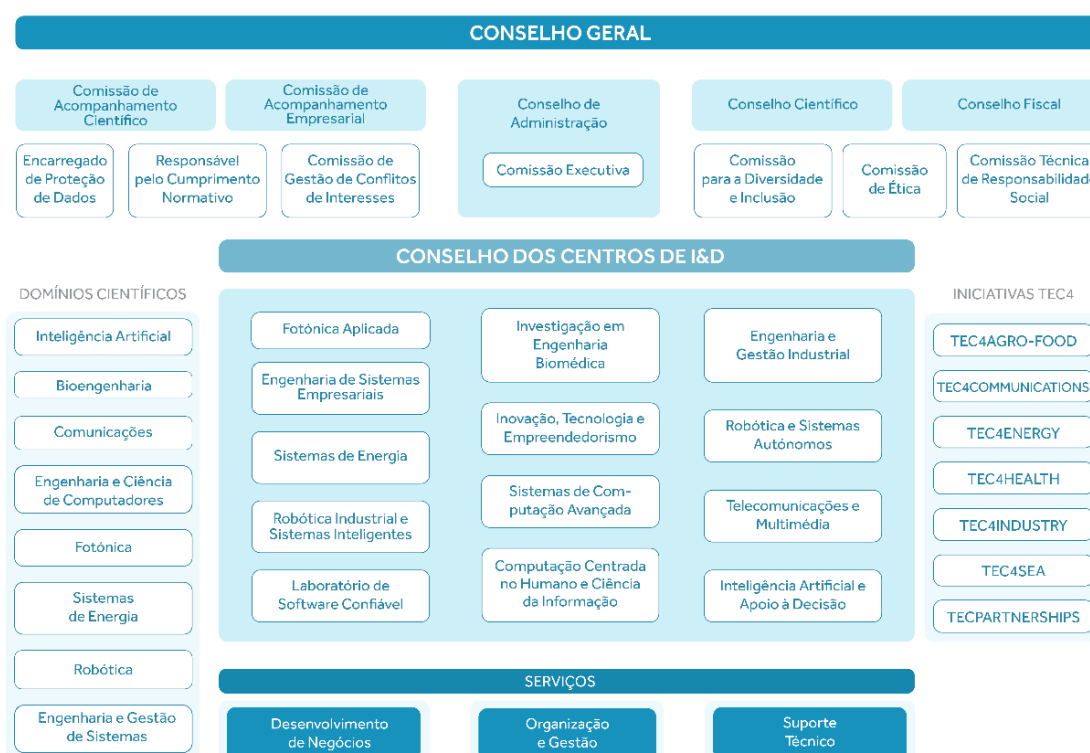 CONSELHO GERAL
Comissão de
Acompanhamento
Científico
Comissão de
Acompanhamento
Empresarial
Conselho de
Administração
Conselho Científico
Conselho Fiscal
Encarregado
de Proteção
de Dados
Responsável
pelo Cumprimento
Normativo
Comissão de
Gestão de Conflitos
de Interesses
Comissão Executiva
Comissão
para a Diversidade
e Inclusão
Comissão
de Ética
Comissão Técnica
de Responsabilidade
Social
CONSELHO DOS CENTROS DE I&D
DOMÍNIOS CIENTÍFICOS
Inteligência Artificial
Bioengenharia
Comunicações
Engenharia e Ciência
de Computadores
Fotónica
Sistemas
de Energia
Robótica
Engenharia e Gestão
de Sistemas
Fotónica Aplicada
Engenharia de Sistemas
Empresariais
Sistemas de Energia
Robótica Industrial e
Sistemas Inteligentes
Laboratório de
Software Confiável
Investigação em
Engenharia
Biomédica
Inovação, Tecnologia e
Empreendedorismo
Sistemas de Com-
putação Avançada
Computação Centrada
no Humano e Ciência
da Informação
Engenharia e
Gestão Industrial
Robótica e Sistemas
Autónomos
Telecomunicações e
Multimédia
Inteligência Artificial e
Apoio à Decisão
INICIATIVAS TEC4
TEC4AGRO-FOOD
TEC4COMMUNICATIONS
TEC4ENERGY
TEC4HEALTH
TEC4INDUSTRY
TEC4SEA
TECPARTNERSHIPS
SERVIÇOS
Desenvolvimento
de Negócios
Organização
e Gestão
Suporte
Técnico